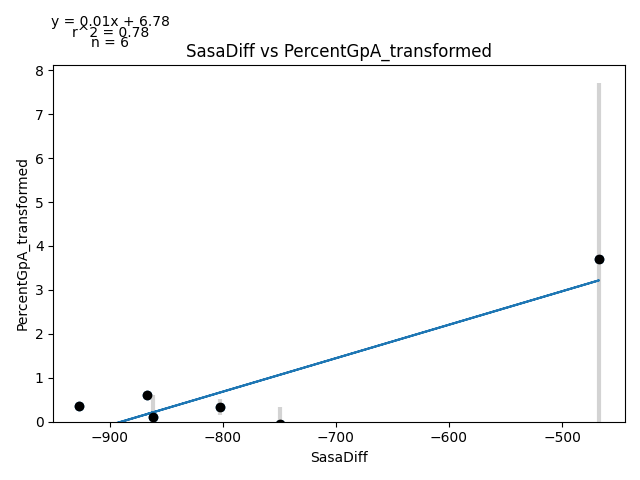 y = 0.01x + 6.78
r^2 = 0.78
n = 6
SasaDiff vs PercentGpA_transformed
8
7
6
5
4
3
2
1
0
PercentGpA_transformed
−900 −800 −700 −600 −500
SasaDiff